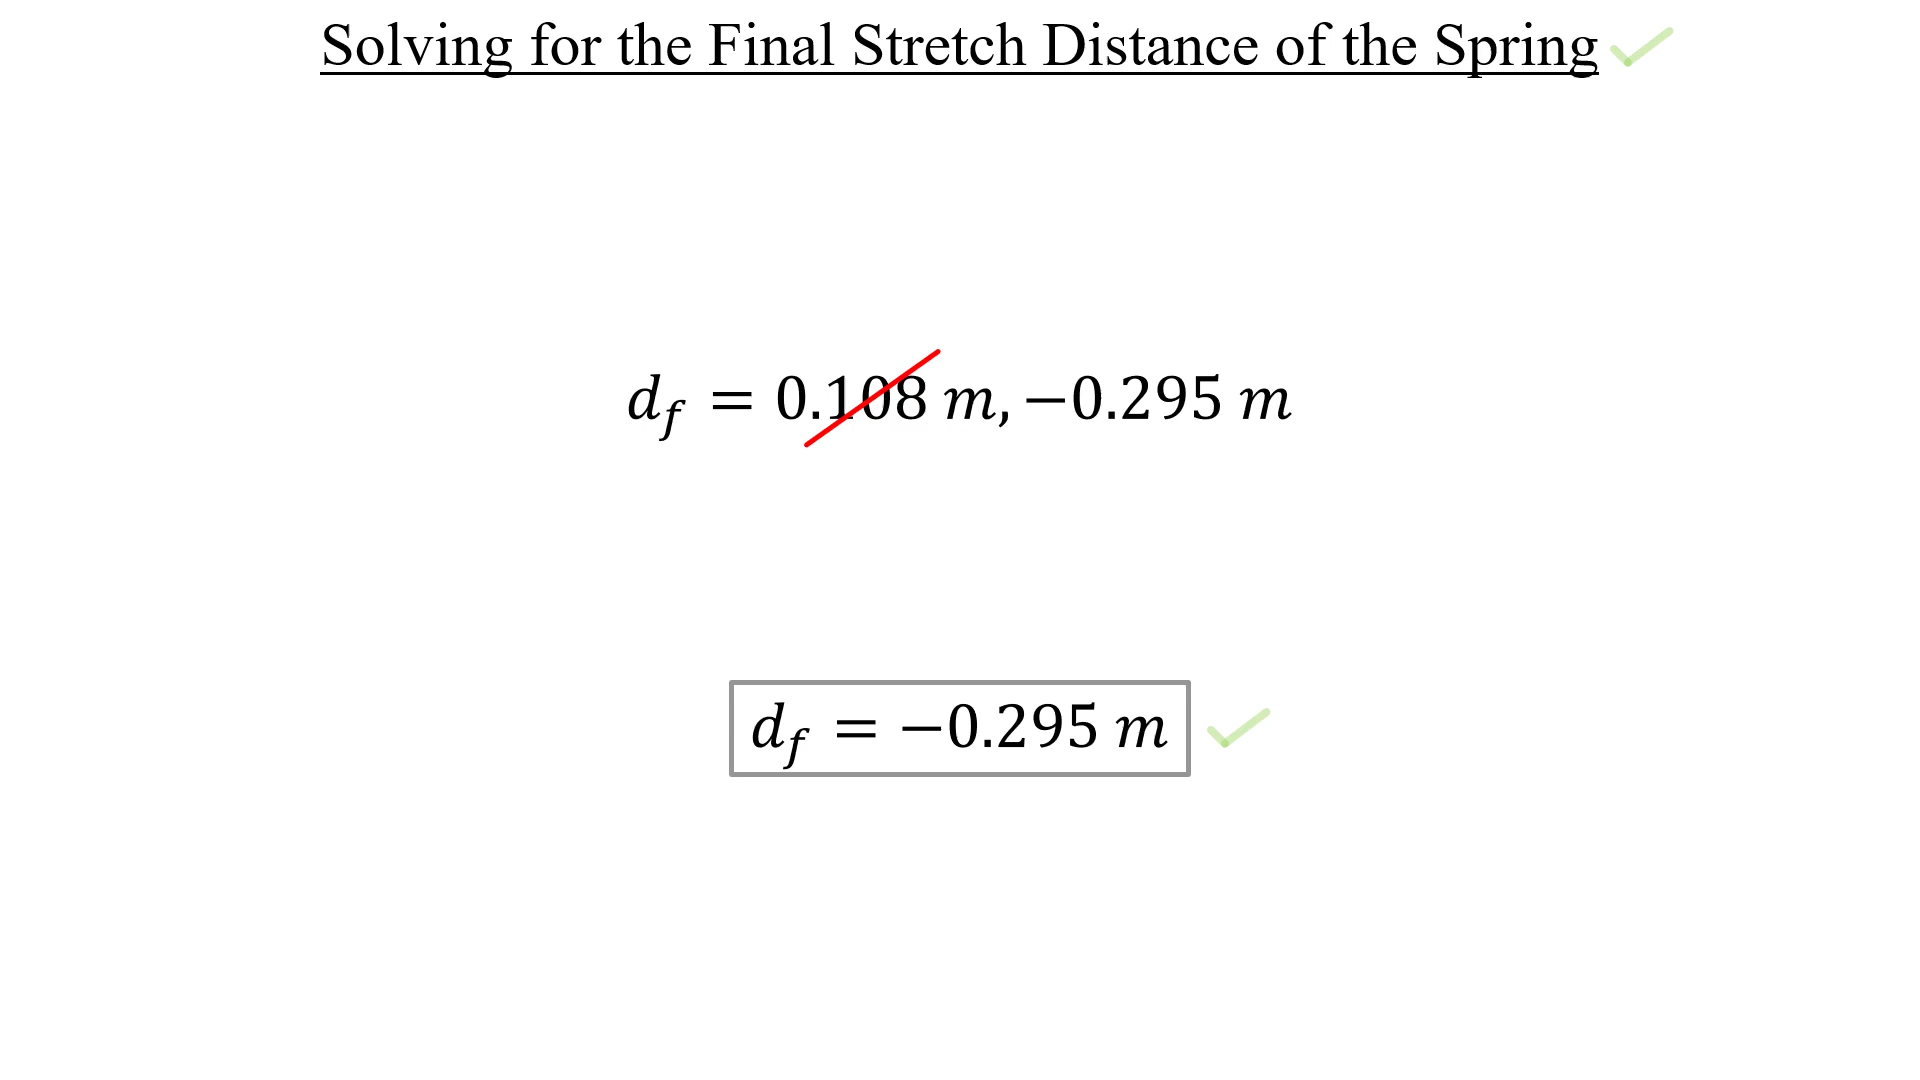 Solving for the Final Stretch Distance of the Spring
d_f = 0.108 m, −0.295 m
d_f = −0.295 m